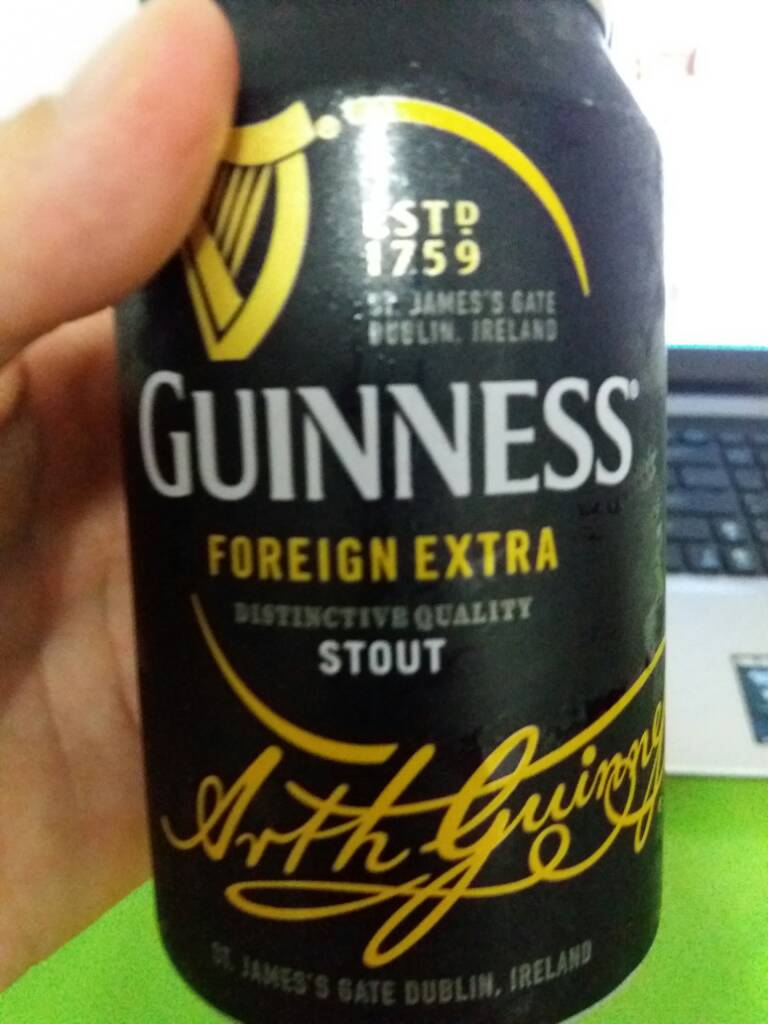 ESTD
1759
ST. JAMES'S GATE
DUBLIN, IRELAND
GUINNESS®
FOREIGN EXTRA
DISTINCTIVE QUALITY
STOUT
Arth Guinness
ST. JAMES'S GATE DUBLIN, IRELAND